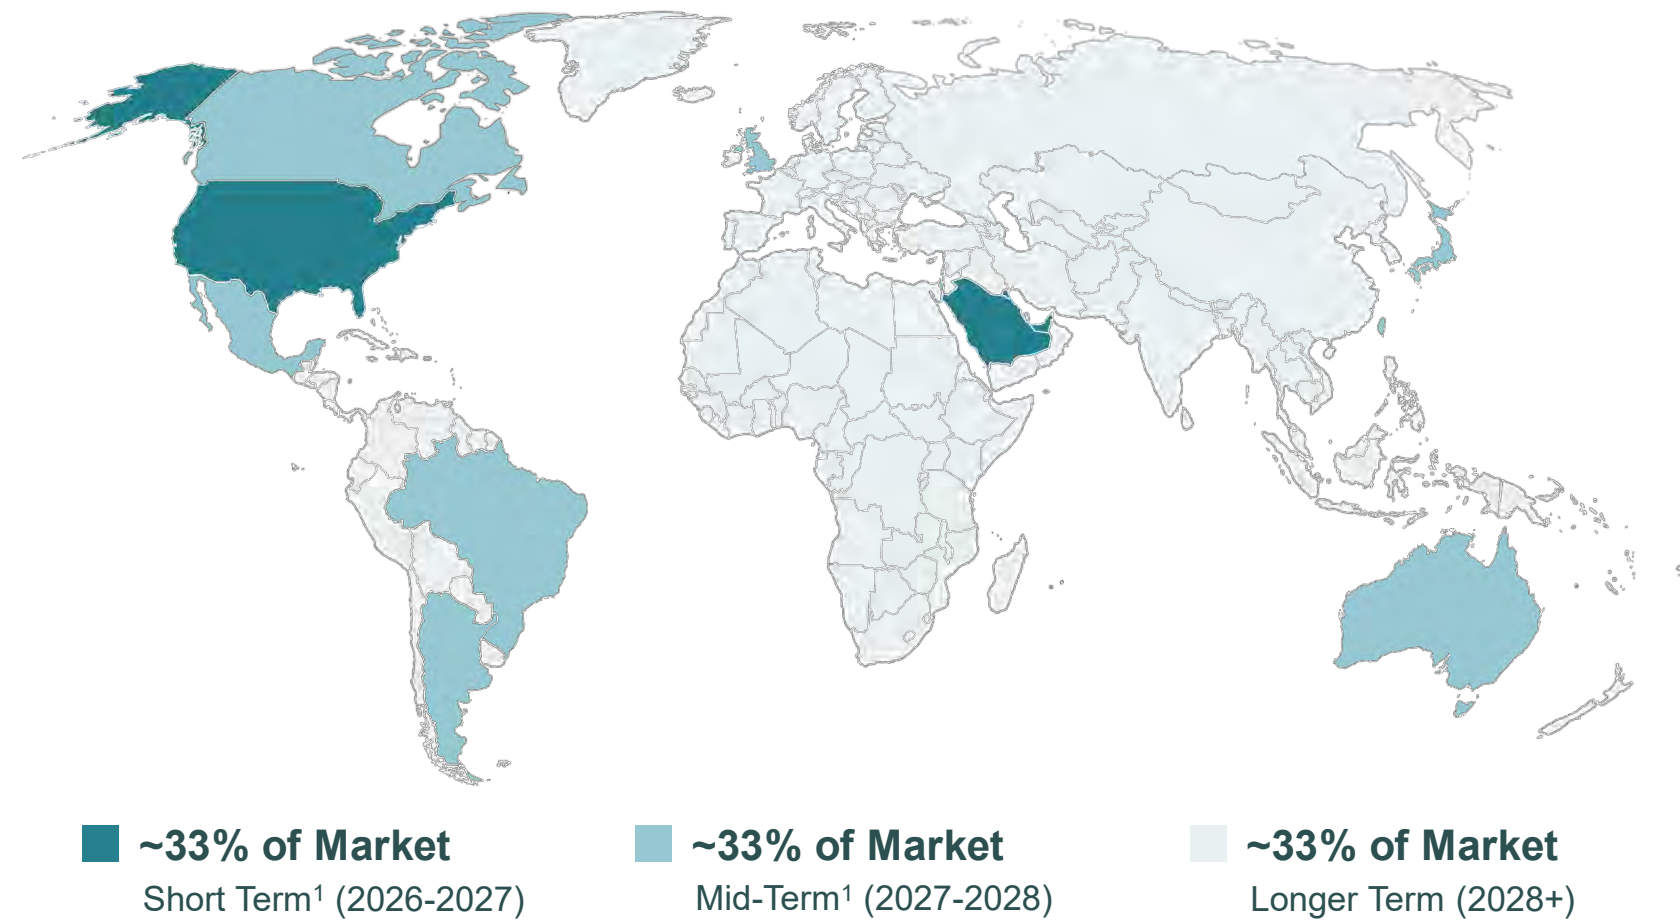 ~33% of Market
Short Term¹ (2026-2027)
~33% of Market
Mid-Term¹ (2027-2028)
~33% of Market
Longer Term (2028+)